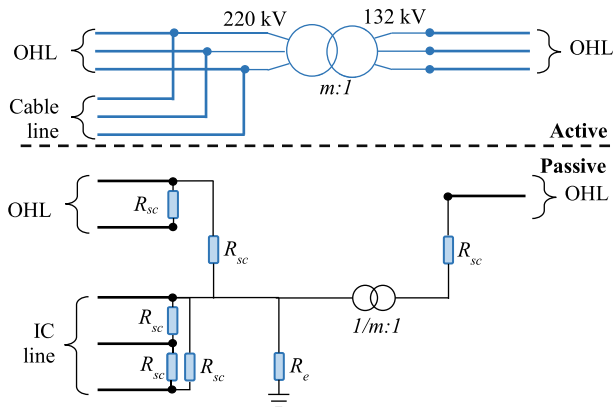 220 kV 132 kV
OHL OHL
m:1
Cable
line
Active
Passive
OHL
OHL
R_sc
R_sc
R_sc
IC
line
R_sc
1/m:1
R_sc
R_sc
R_e